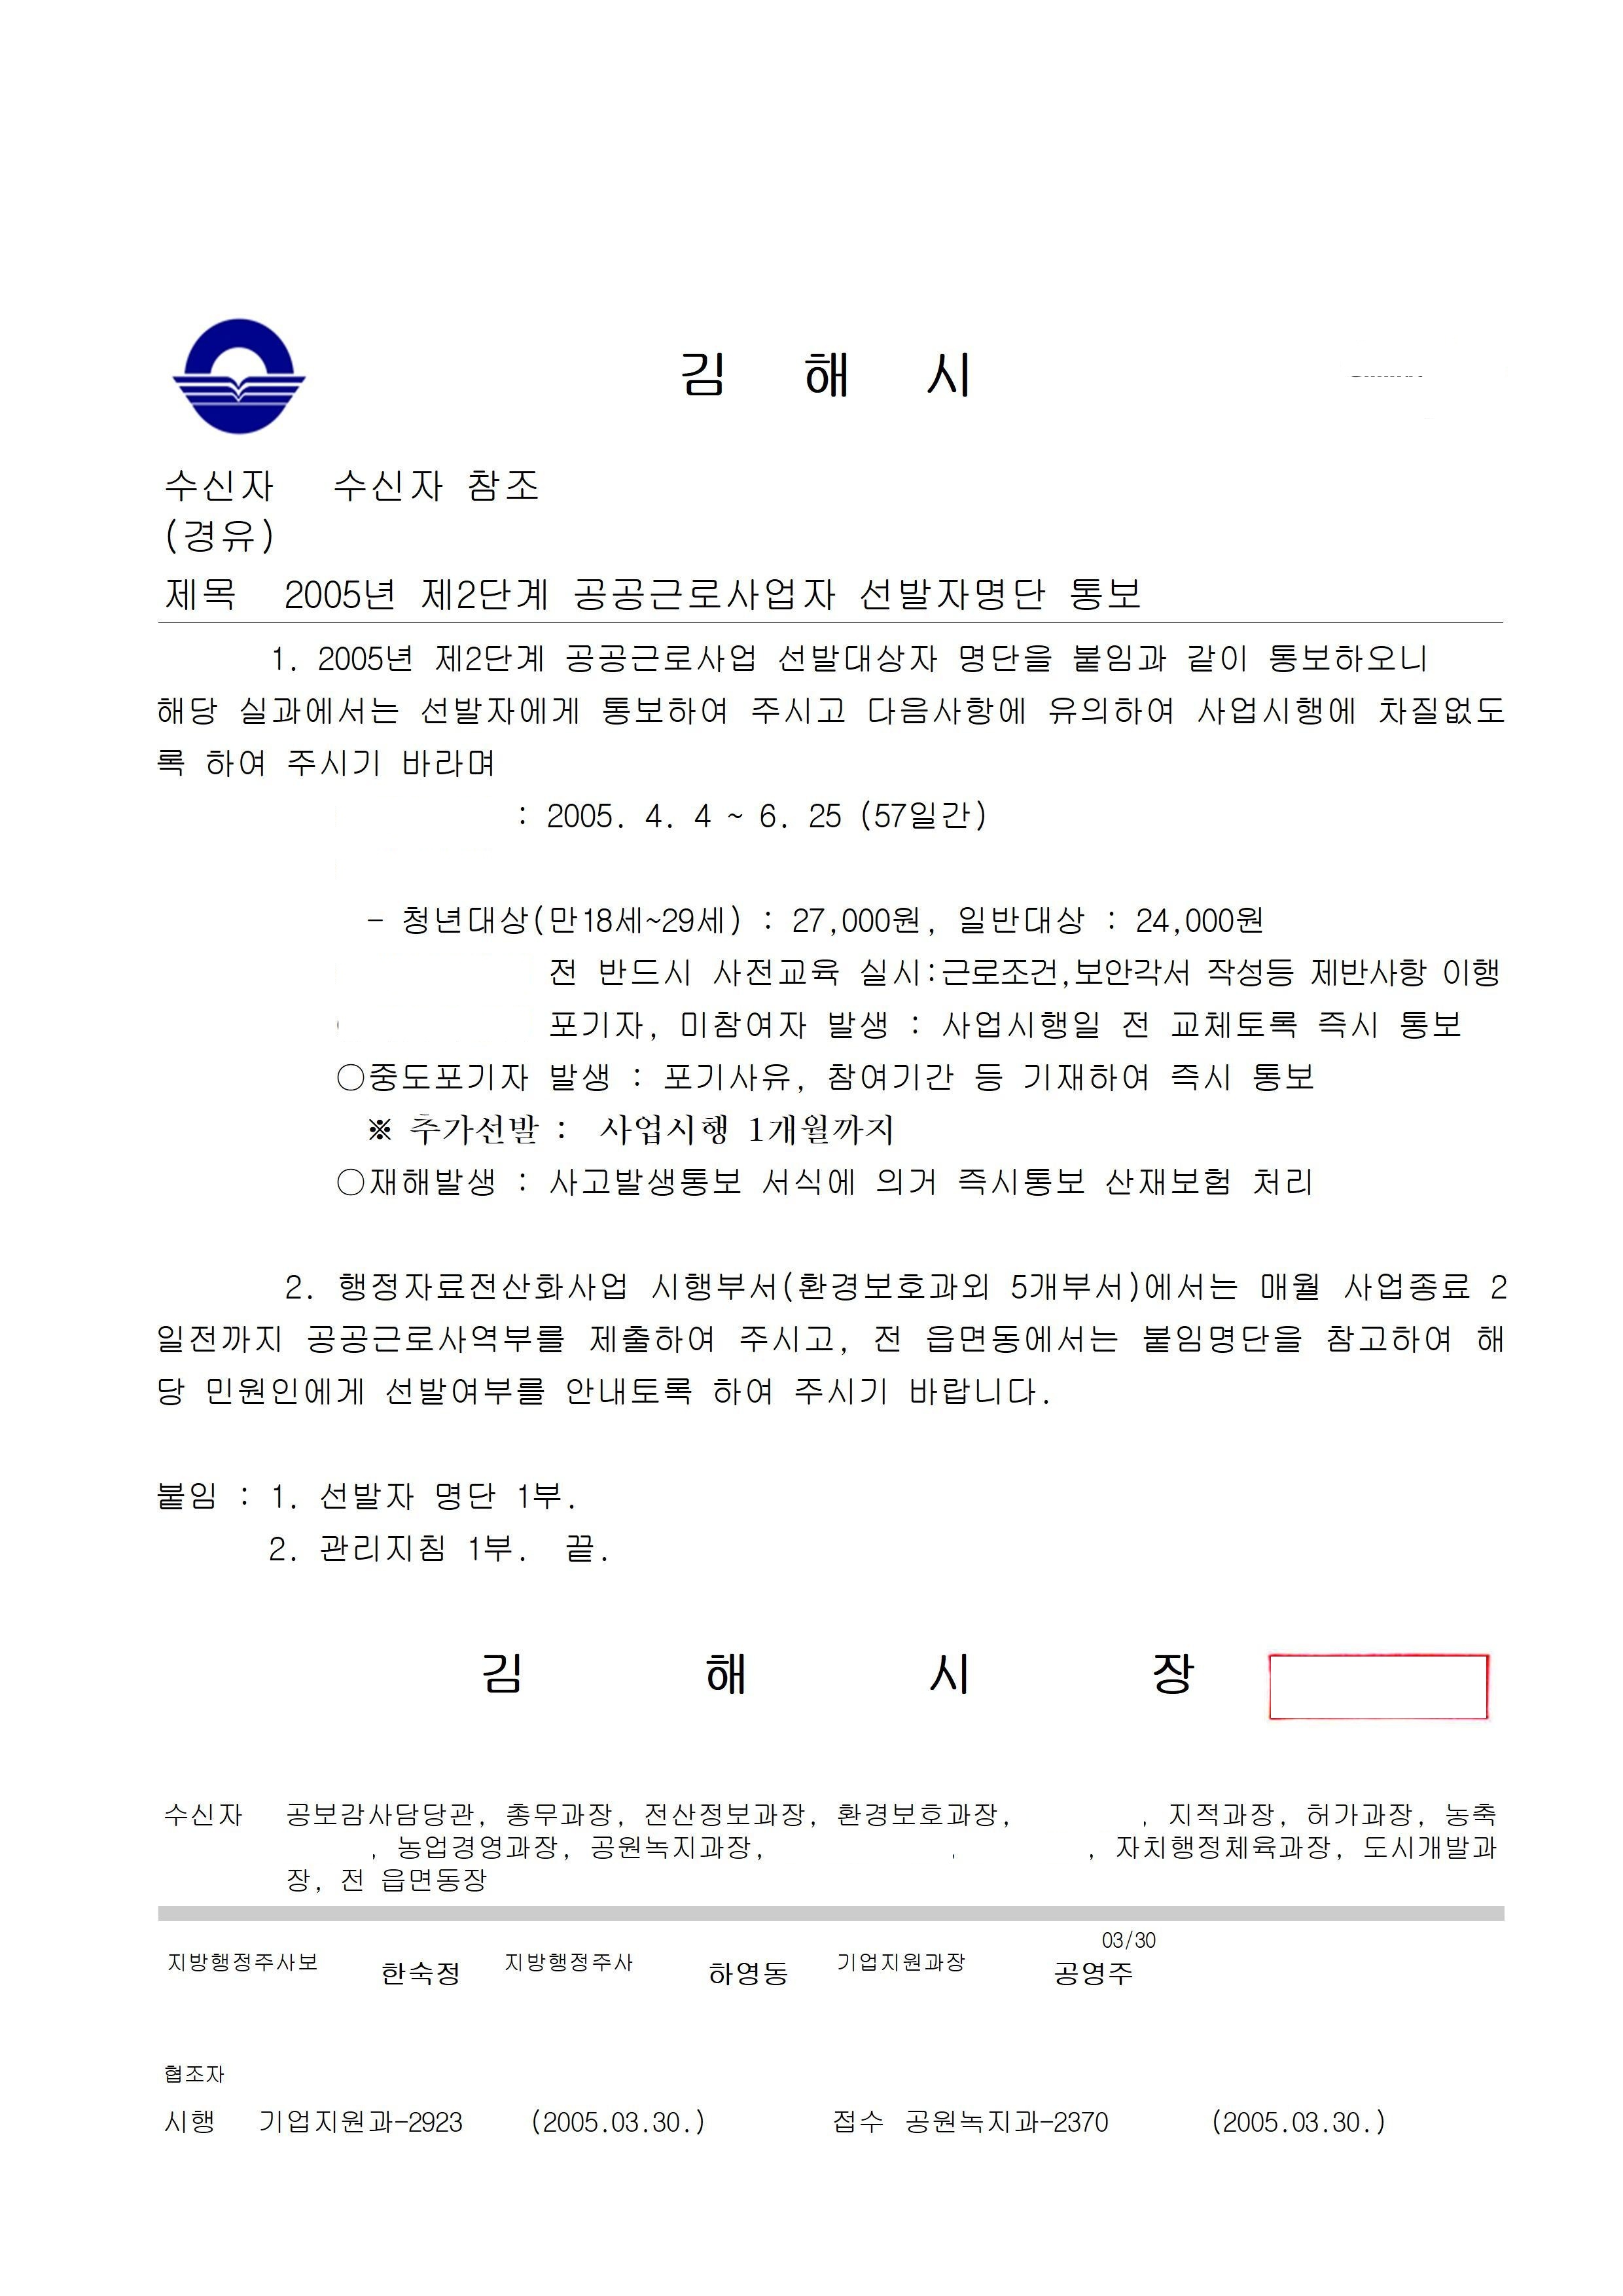 김 해 시
수신자 수신자 참조
(경유)
제목 2005년 제2단계 공공근로사업자 선발자명단 통보
1. 2005년 제2단계 공공근로사업 선발대상자 명단을 붙임과 같이 통보하오니
해당 실과에서는 선발자에게 통보하여 주시고 다음사항에 유의하여 사업시행에 차질없도
록 하여 주시기 바라며
: 2005. 4. 4 ~ 6. 25 (57일간)
- 청년대상(만18세~29세) : 27,000원, 일반대상 : 24,000원
전 반드시 사전교육 실시:근로조건,보안각서 작성등 제반사항 이행
포기자, 미참여자 발생 : 사업시행일 전 교체토록 즉시 통보
○중도포기자 발생 : 포기사유, 참여기간 등 기재하여 즉시 통보
※ 추가선발 : 사업시행 1개월까지
○재해발생 : 사고발생통보 서식에 의거 즉시통보 산재보험 처리
2. 행정자료전산화사업 시행부서(환경보호과외 5개부서)에서는 매월 사업종료 2
일전까지 공공근로사역부를 제출하여 주시고, 전 읍면동에서는 붙임명단을 참고하여 해
당 민원인에게 선발여부를 안내토록 하여 주시기 바랍니다.
붙임 : 1. 선발자 명단 1부.
2. 관리지침 1부. 끝.
김 해 시 장
수신자 공보감사담당관, 총무과장, 전산정보과장, 환경보호과장, , 지적과장, 허가과장, 농축
, 농업경영과장, 공원녹지과장, , , 자치행정체육과장, 도시개발과
장, 전 읍면동장
03/30
지방행정주사보 한숙정 지방행정주사 하영동 기업지원과장 공영주
협조자
시행 기업지원과-2923 (2005.03.30.) 접수 공원녹지과-2370 (2005.03.30.)